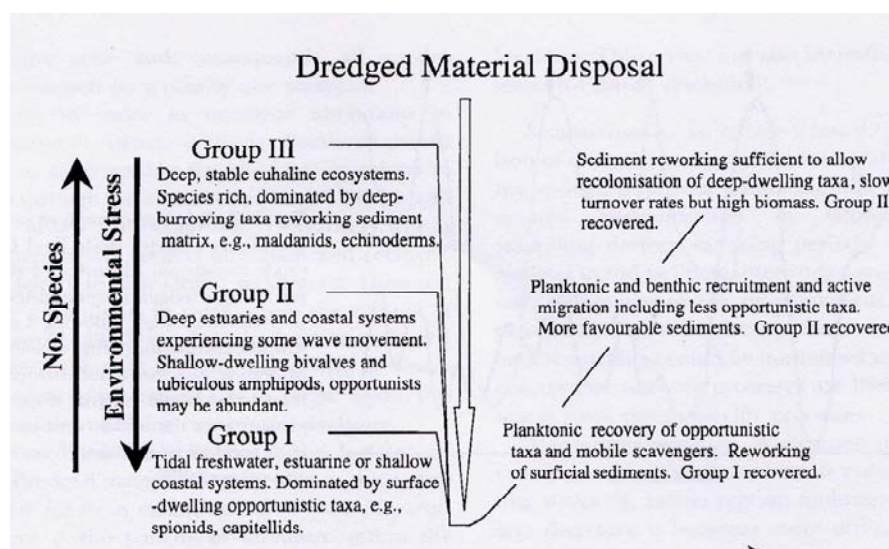 Dredged Material Disposal
No. Species
Environmental Stress
Group III
Deep, stable euhaline ecosystems.
Species rich, dominated by deep-
burrowing taxa reworking sediment
matrix, e.g., maldanids, echinoderms.
Group II
Deep estuaries and coastal systems
experiencing some wave movement.
Shallow-dwelling bivalves and
tubiculous amphipods, opportunists
may be abundant.
Group I
Tidal freshwater, estuarine or shallow
coastal systems. Dominated by surface
-dwelling opportunistic taxa, e.g.,
spionids, capitellids.
Sediment reworking sufficient to allow
recolonisation of deep-dwelling taxa, slow
turnover rates but high biomass. Group II
recovered.
Planktonic and benthic recruitment and active
migration including less opportunistic taxa.
More favourable sediments. Group II recovered
Planktonic recovery of opportunistic
taxa and mobile scavengers. Reworking
of surficial sediments. Group I recovered.